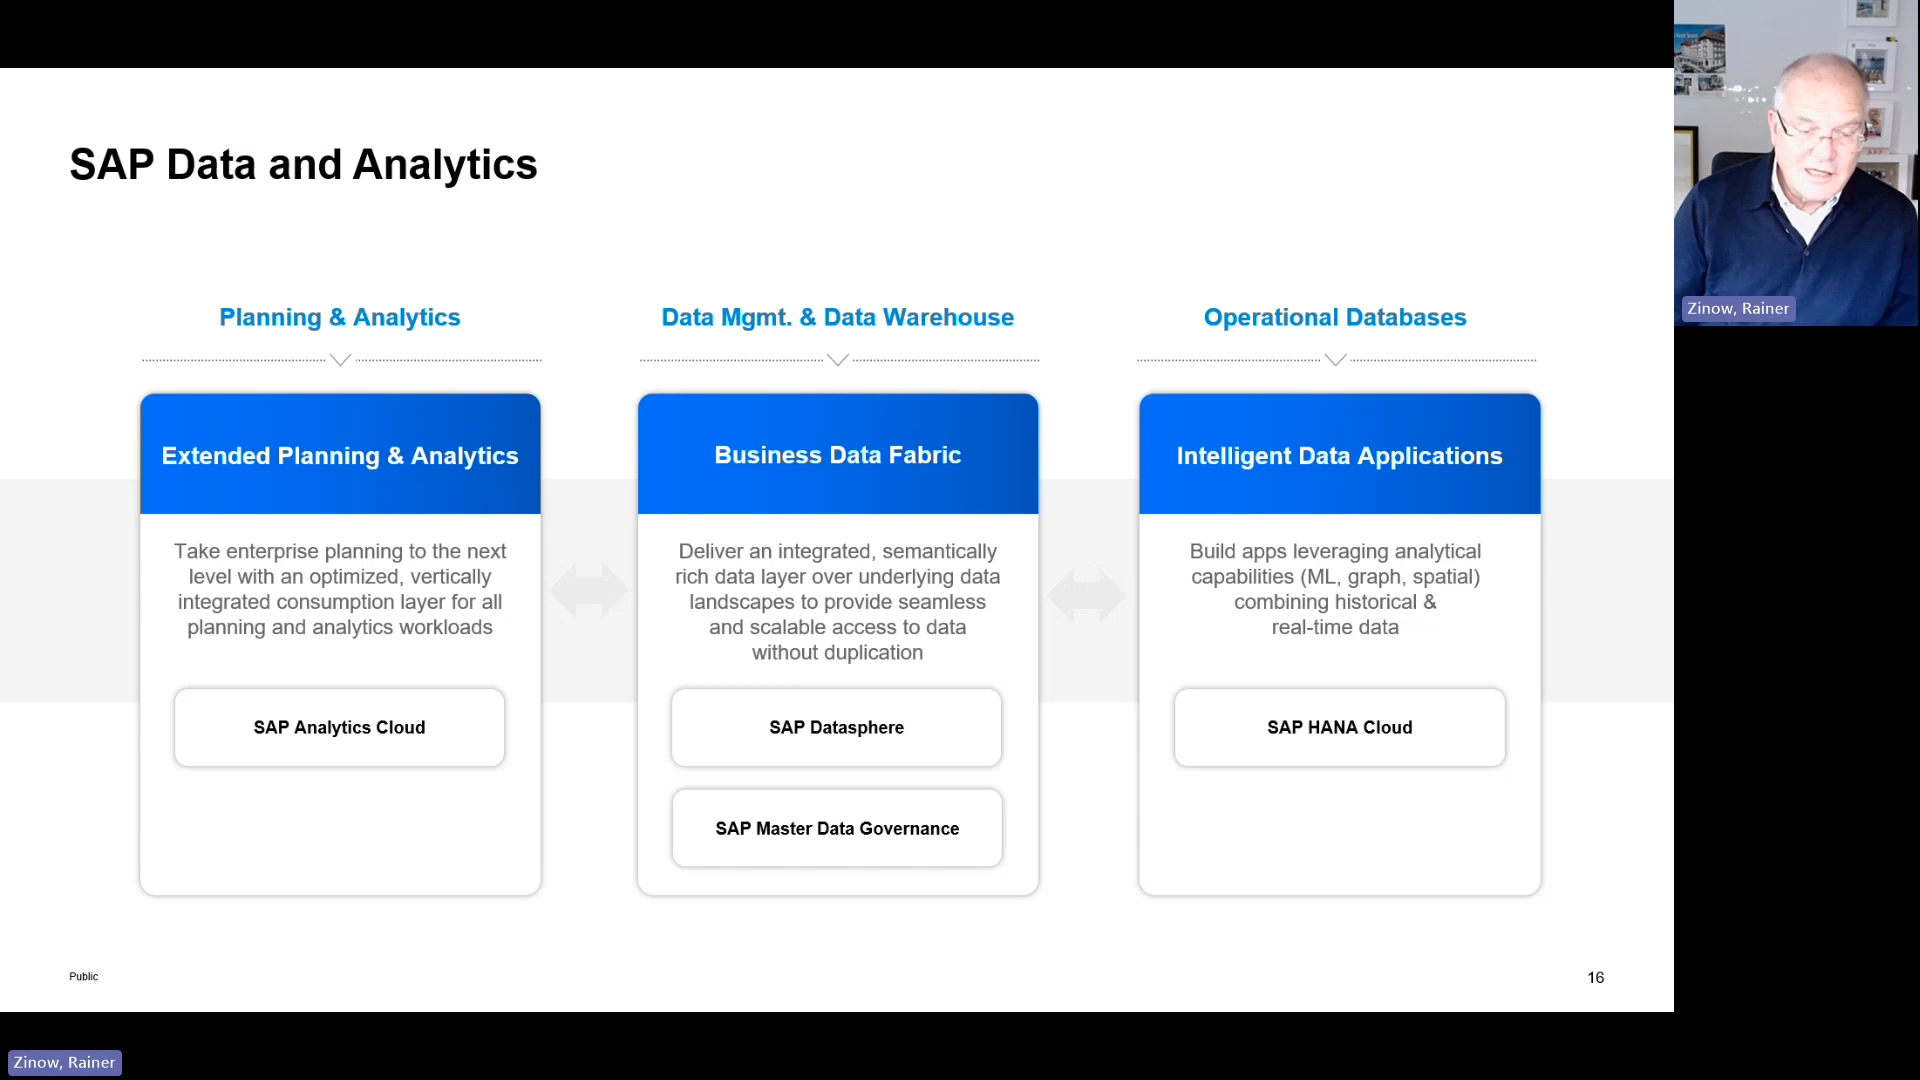 SAP Data and Analytics
Planning & Analytics
Extended Planning & Analytics
Take enterprise planning to the next
level with an optimized, vertically
integrated consumption layer for all
planning and analytics workloads
SAP Analytics Cloud
Data Mgmt. & Data Warehouse
Business Data Fabric
Deliver an integrated, semantically
rich data layer over underlying data
landscapes to provide seamless
and scalable access to data
without duplication
SAP Datasphere
SAP Master Data Governance
Operational Databases
Intelligent Data Applications
Build apps leveraging analytical
capabilities (ML, graph, spatial)
combining historical &
real-time data
SAP HANA Cloud
Public
16
Zinow, Rainer
Zinow, Rainer